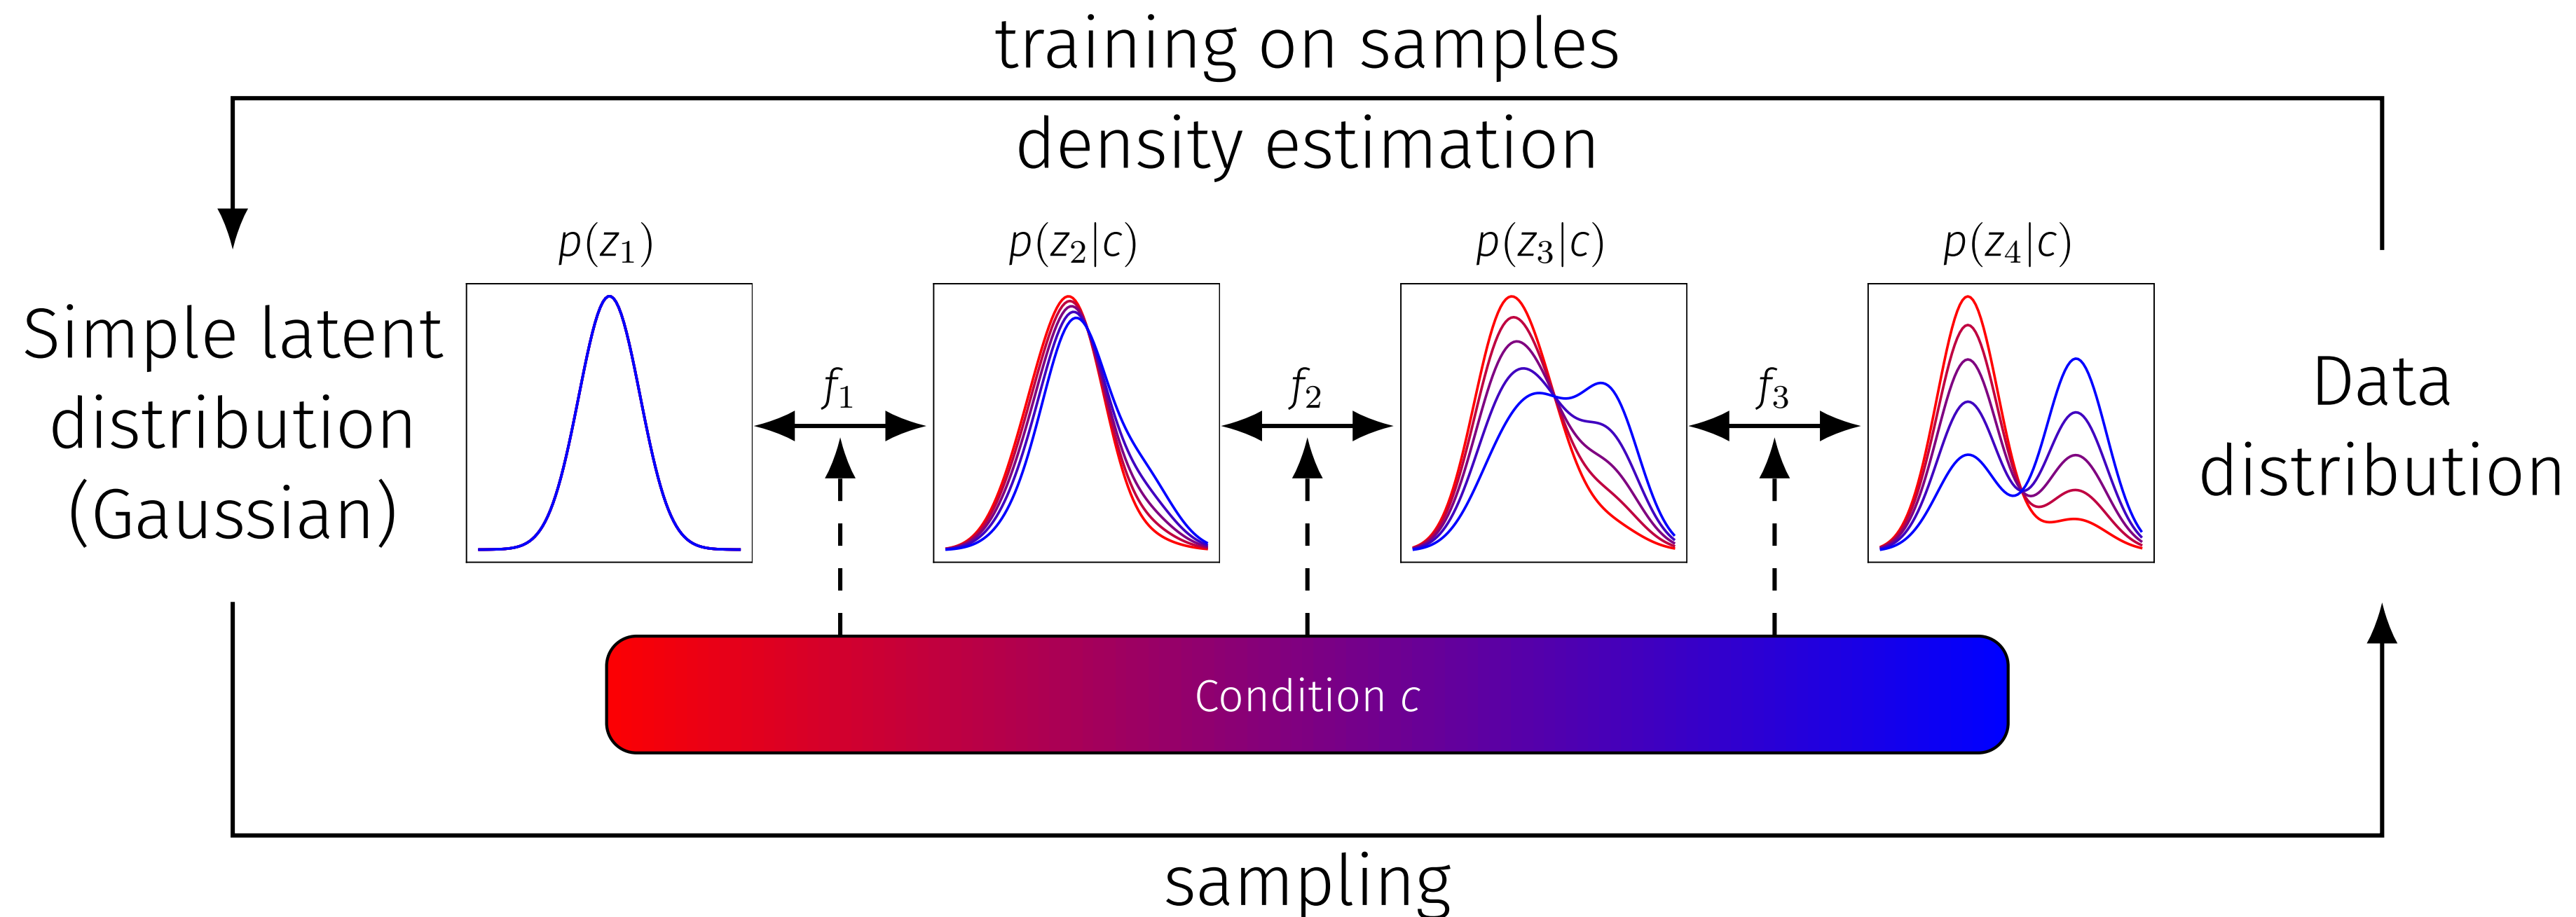 training on samples
density estimation
p(z₁)
p(z₂|c)
p(z₃|c)
p(z₄|c)
Simple latent
distribution
(Gaussian)
f₁
f₂
f₃
Data
distribution
Condition c
sampling